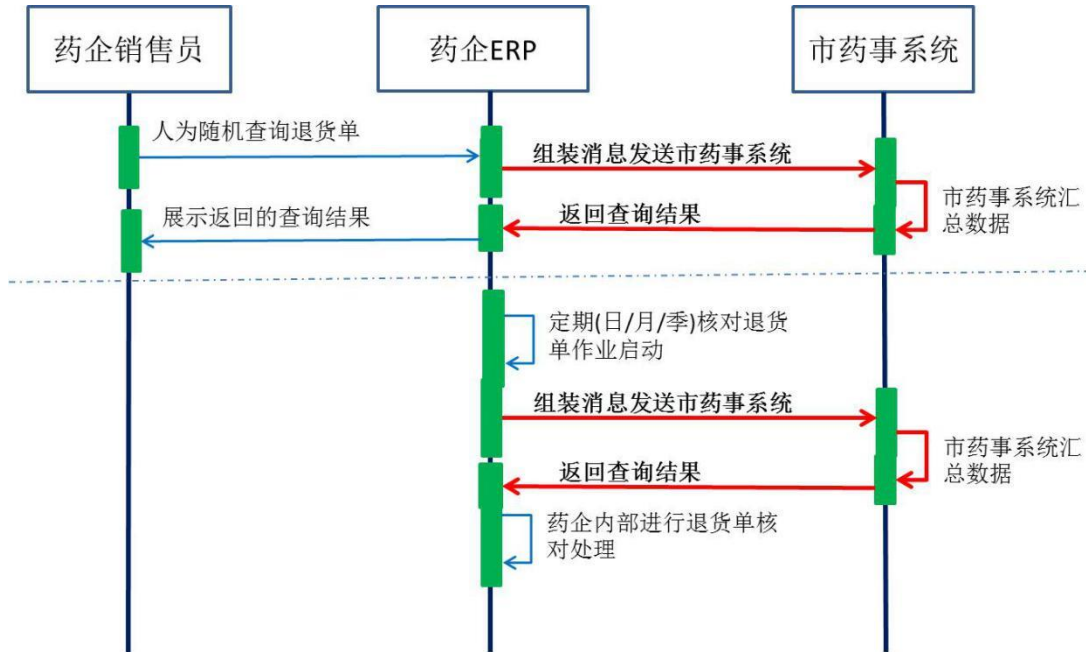 药企销售员
药企ERP
市药事系统
人为随机查询退货单
组装消息发送市药事系统
市药事系统汇
总数据
展示返回的查询结果
返回查询结果
定期(日/月/季)核对退货
单作业启动
组装消息发送市药事系统
市药事系统汇
总数据
返回查询结果
药企内部进行退货单核
对处理